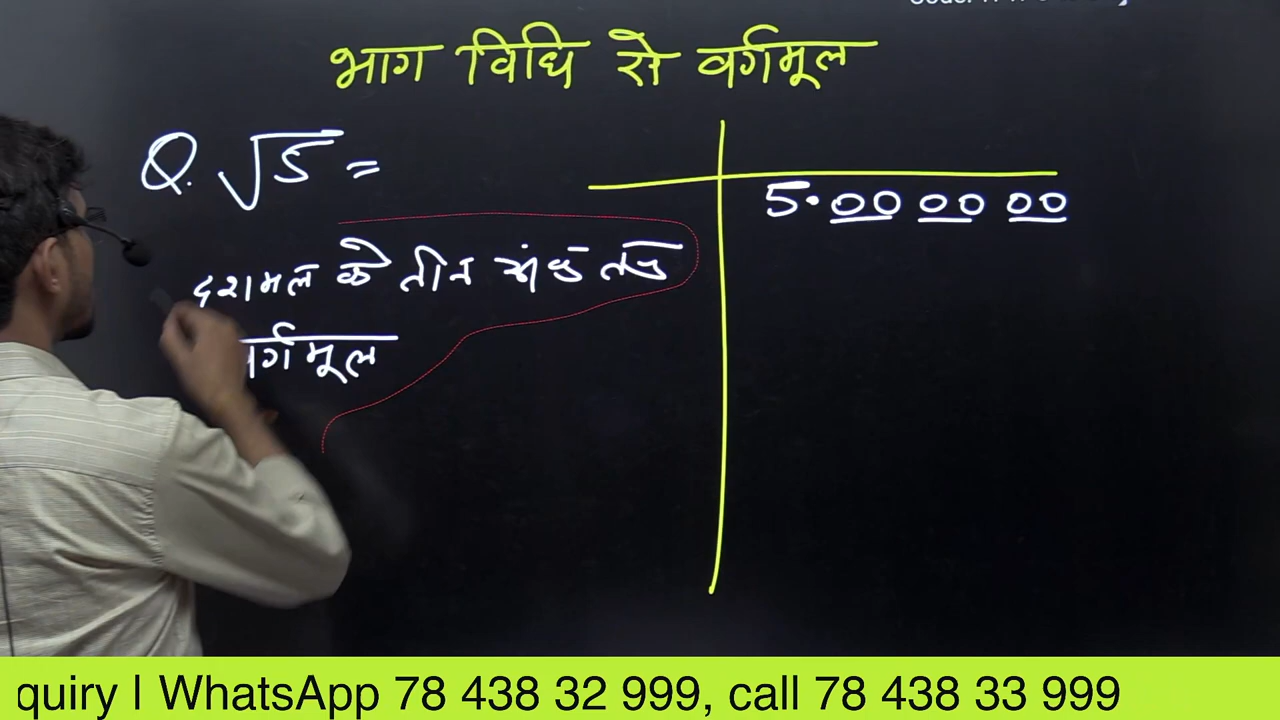 भाग विधि से वर्गमूल
Q. √5 =
5.00 00 00
दशमल के तीन अंक तक
र्गमूल
quiry | WhatsApp 78 438 32 999, call 78 438 33 999